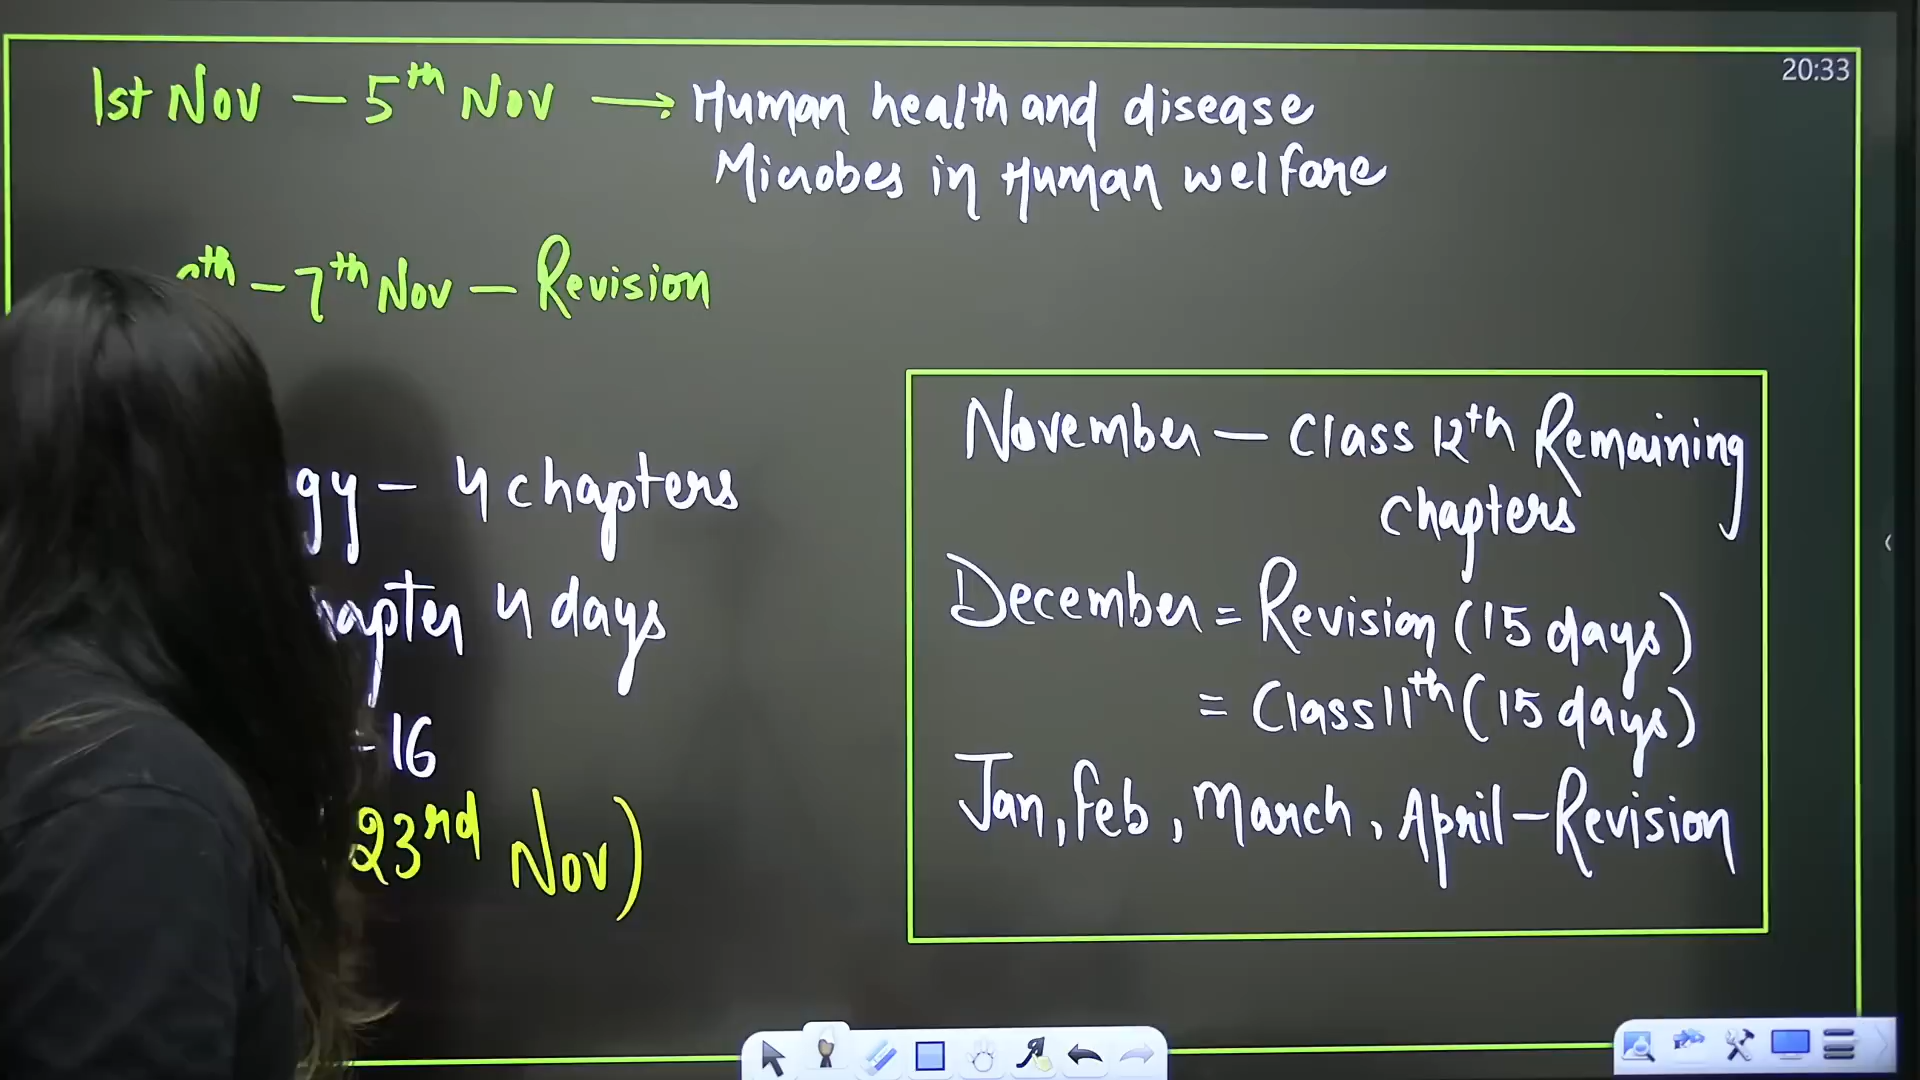 20:33
1st Nov – 5th Nov → Human health and disease
Microbes in Human welfare
– 7th Nov – Revision
November – Class 12th Remaining
chapters
– 4 chapters
4 days
December = Revision (15 days)
= Class 11th (15 days)
- 16
Jan, Feb, March, April – Revision
23rd Nov)